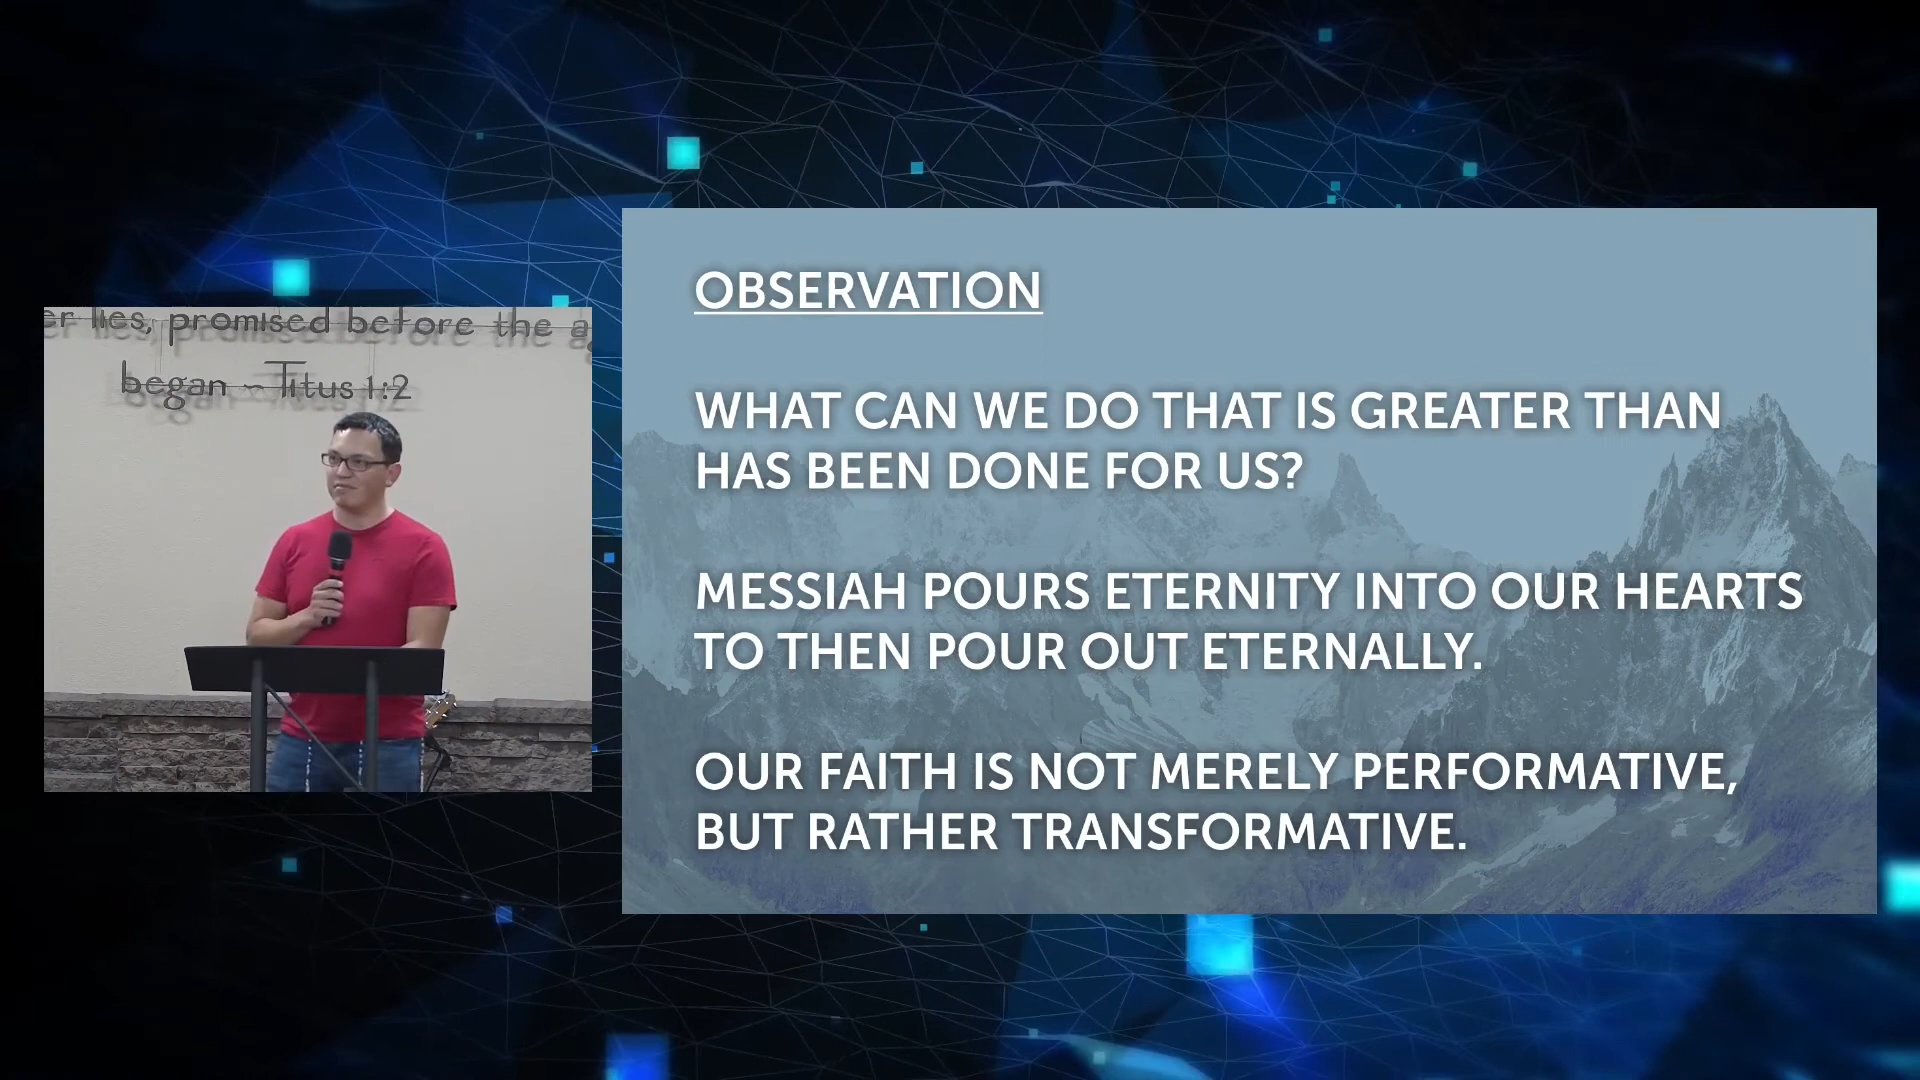 er lies, promised before the a
began ~ Titus 1:2
OBSERVATION
WHAT CAN WE DO THAT IS GREATER THAN
HAS BEEN DONE FOR US?
MESSIAH POURS ETERNITY INTO OUR HEARTS
TO THEN POUR OUT ETERNALLY.
OUR FAITH IS NOT MERELY PERFORMATIVE,
BUT RATHER TRANSFORMATIVE.